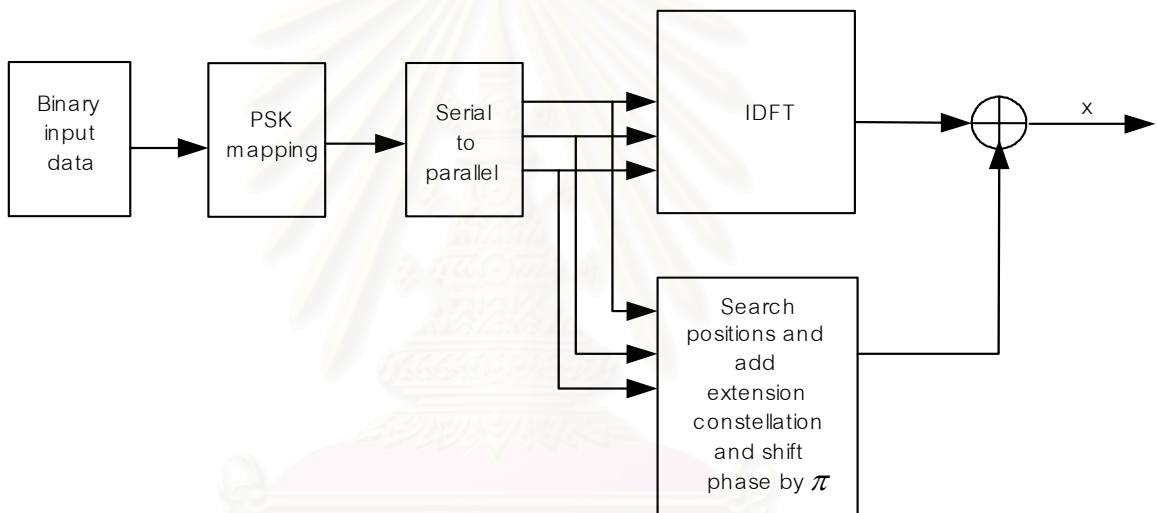 Binary
input
data
PSK
mapping
Serial
to
parallel
IDFT
x
Search
positions and
add
extension
constellation
and shift
phase by π